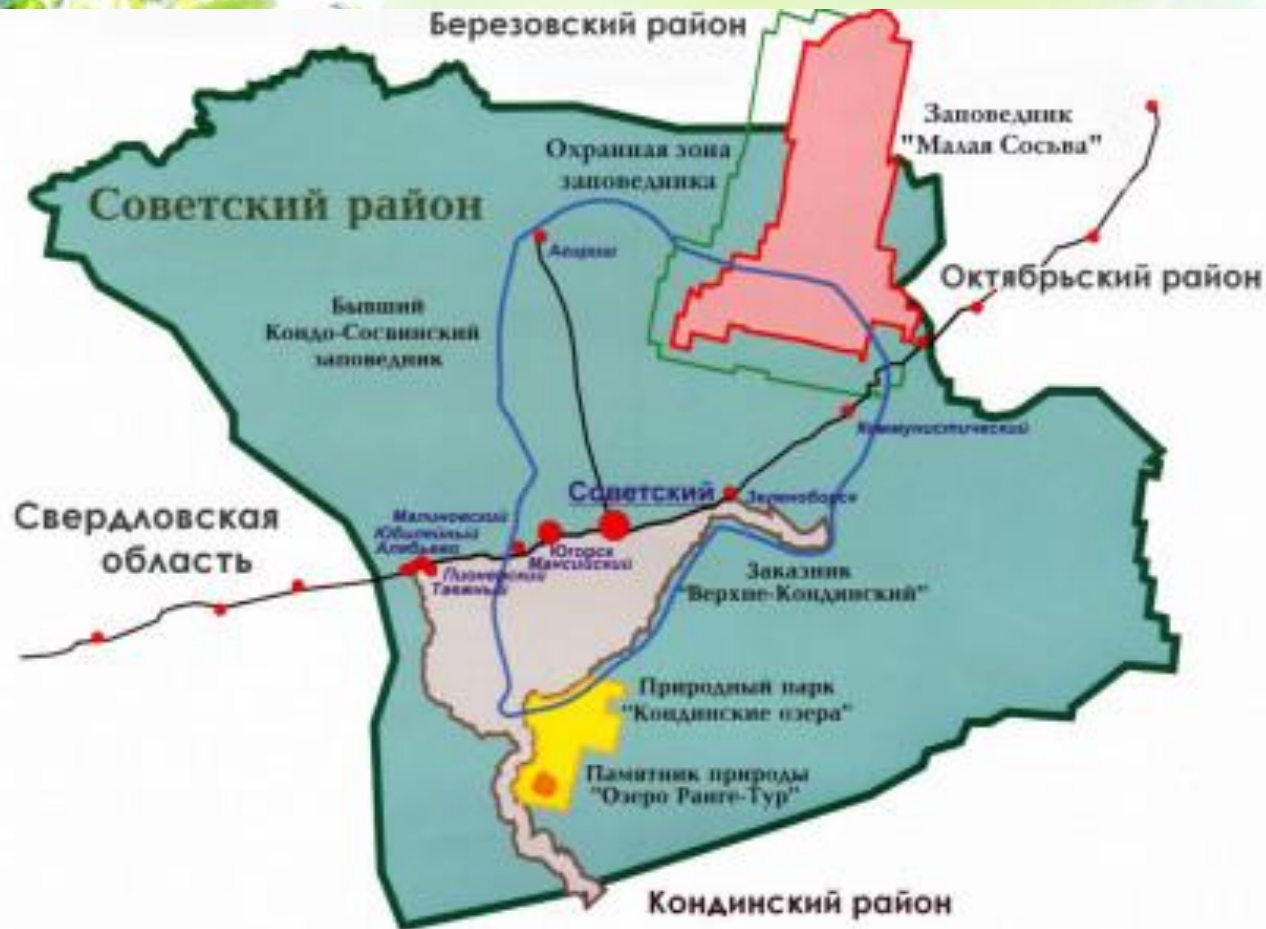 Березовский район
Заповедник
"Малая Сосьва"
Охранная зона
заповедника
Советский район
Агириш
Октябрьский район
Бывший
Кондо-Сосвинский
заповедник
Коммунистический
Советский
Зеленоборск
Свердловская
область
Малиновский
Юбилейный
Алябьево
Югорск
Мансийский
Пионерский
Таежный
Заказник
"Верхне-Кондинский"
Природный парк
"Кондинские озера"
Памятник природы
"Озеро Ранге-Тур"
Кондинский район